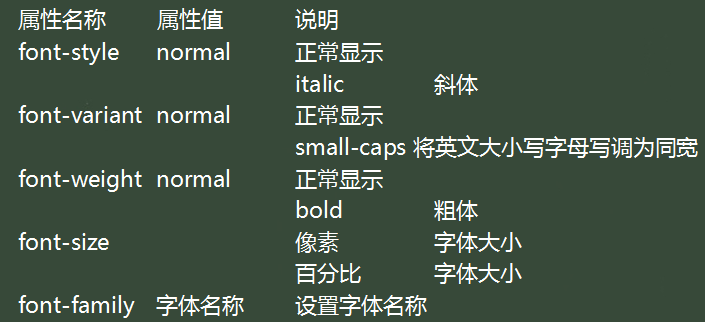 属性名称 属性值 说明
font-style normal 正常显示
italic 斜体
font-variant normal 正常显示
small-caps 将英文大小写字母写调为同宽
font-weight normal 正常显示
bold 粗体
font-size 像素 字体大小
百分比 字体大小
font-family 字体名称 设置字体名称